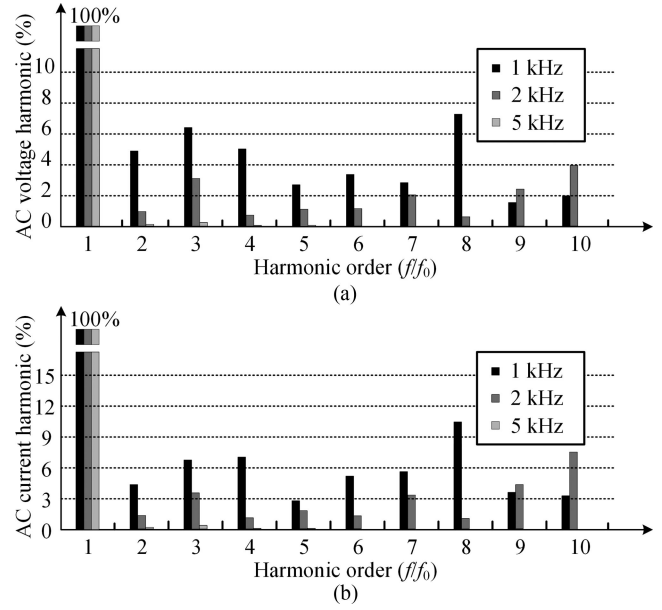 100%
AC voltage harmonic (%)
10
8
6
4
2
0
1 kHz
2 kHz
5 kHz
1 2 3 4 5 6 7 8 9 10
Harmonic order (f/f₀)
(a)
100%
AC current harmonic (%)
15
12
9
6
3
0
1 kHz
2 kHz
5 kHz
1 2 3 4 5 6 7 8 9 10
Harmonic order (f/f₀)
(b)